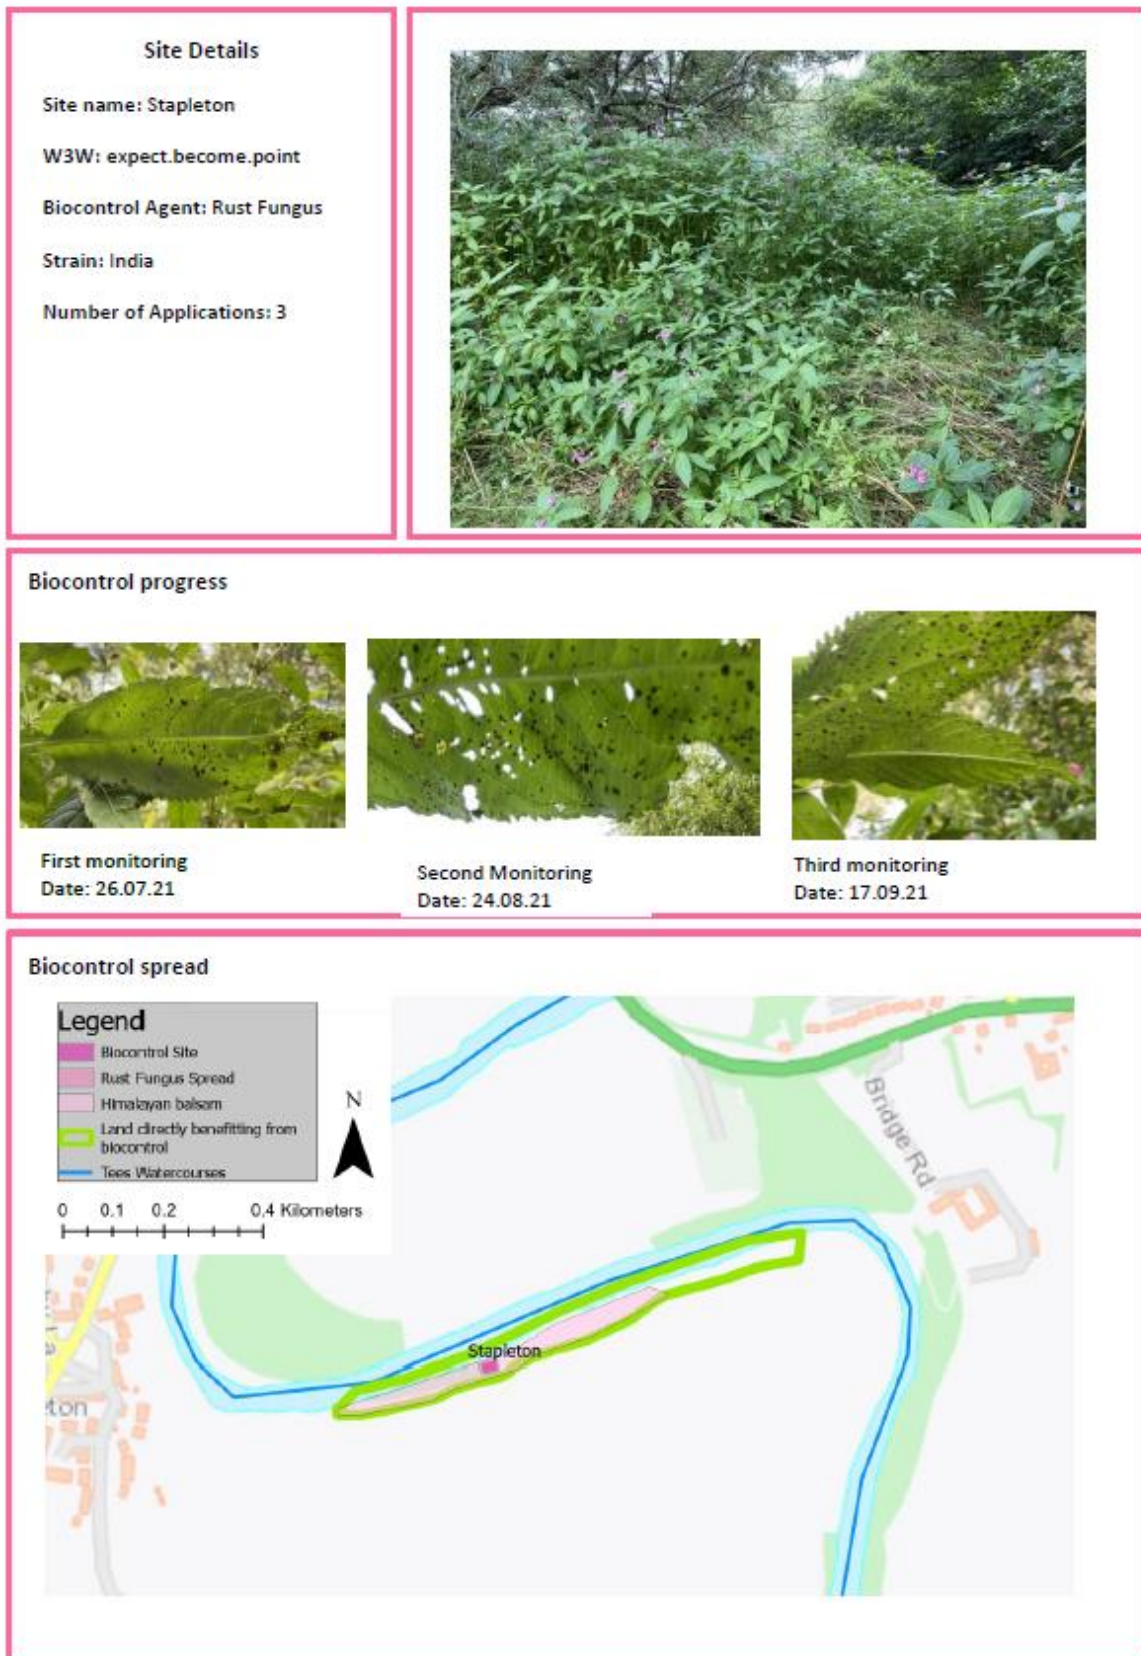 Site Details
Site name: Stapleton
W3W: expect.become.point
Biocontrol Agent: Rust Fungus
Strain: India
Number of Applications: 3
Biocontrol progress
First monitoring
Date: 26.07.21
Second Monitoring
Date: 24.08.21
Third monitoring
Date: 17.09.21
Biocontrol spread
Legend
Biocontrol Site
Rust Fungus Spread
Himalayan balsam
Land directly benefitting from
biocontrol
Tees Watercourses
N
0 0.1 0.2 0.4 Kilometers
Bridge Rd
Stapleton
ton